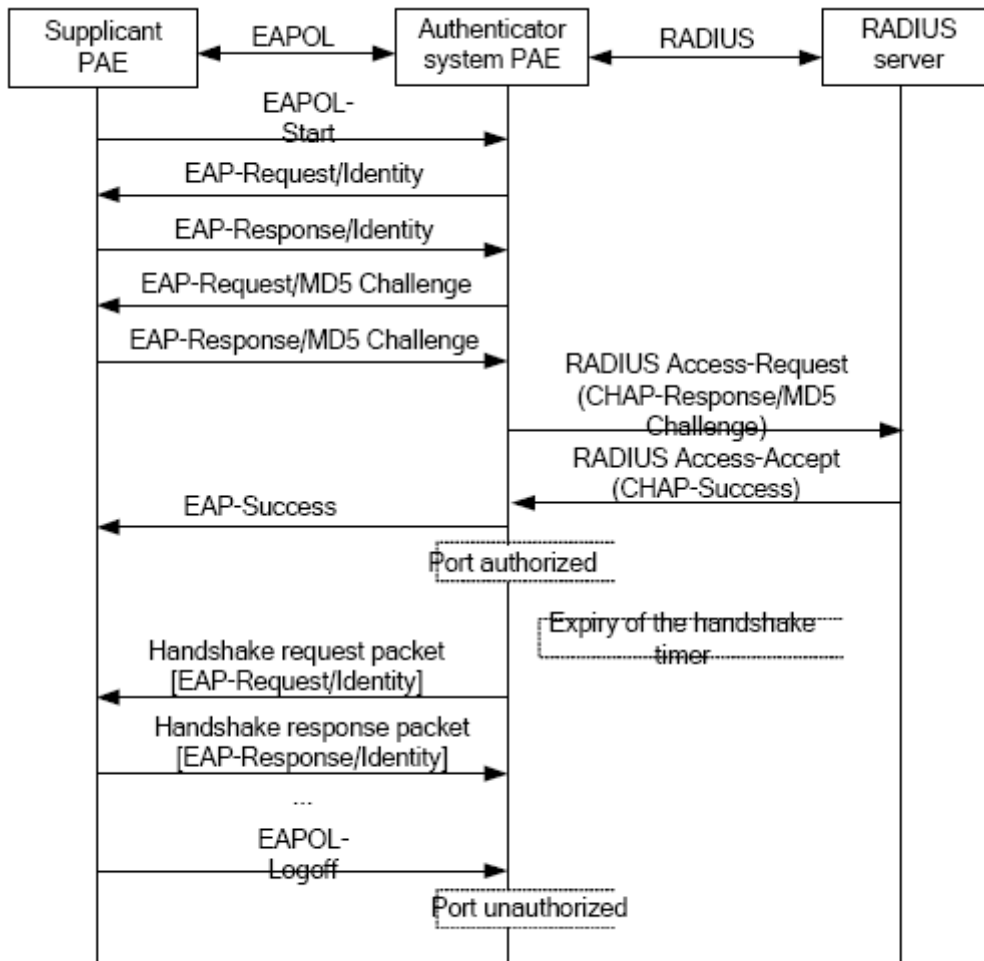 Supplicant
PAE
EAPOL
Authenticator
system PAE
RADIUS
RADIUS
server
EAPOL-
Start
EAP-Request/Identity
EAP-Response/Identity
EAP-Request/MD5 Challenge
EAP-Response/MD5 Challenge
RADIUS Access-Request
(CHAP-Response/MD5
Challenge)
RADIUS Access-Accept
(CHAP-Success)
EAP-Success
Port authorized
Expiry of the handshake
timer
Handshake request packet
[EAP-Request/Identity]
Handshake response packet
[EAP-Response/Identity]
...
EAPOL-
Logoff
Port unauthorized